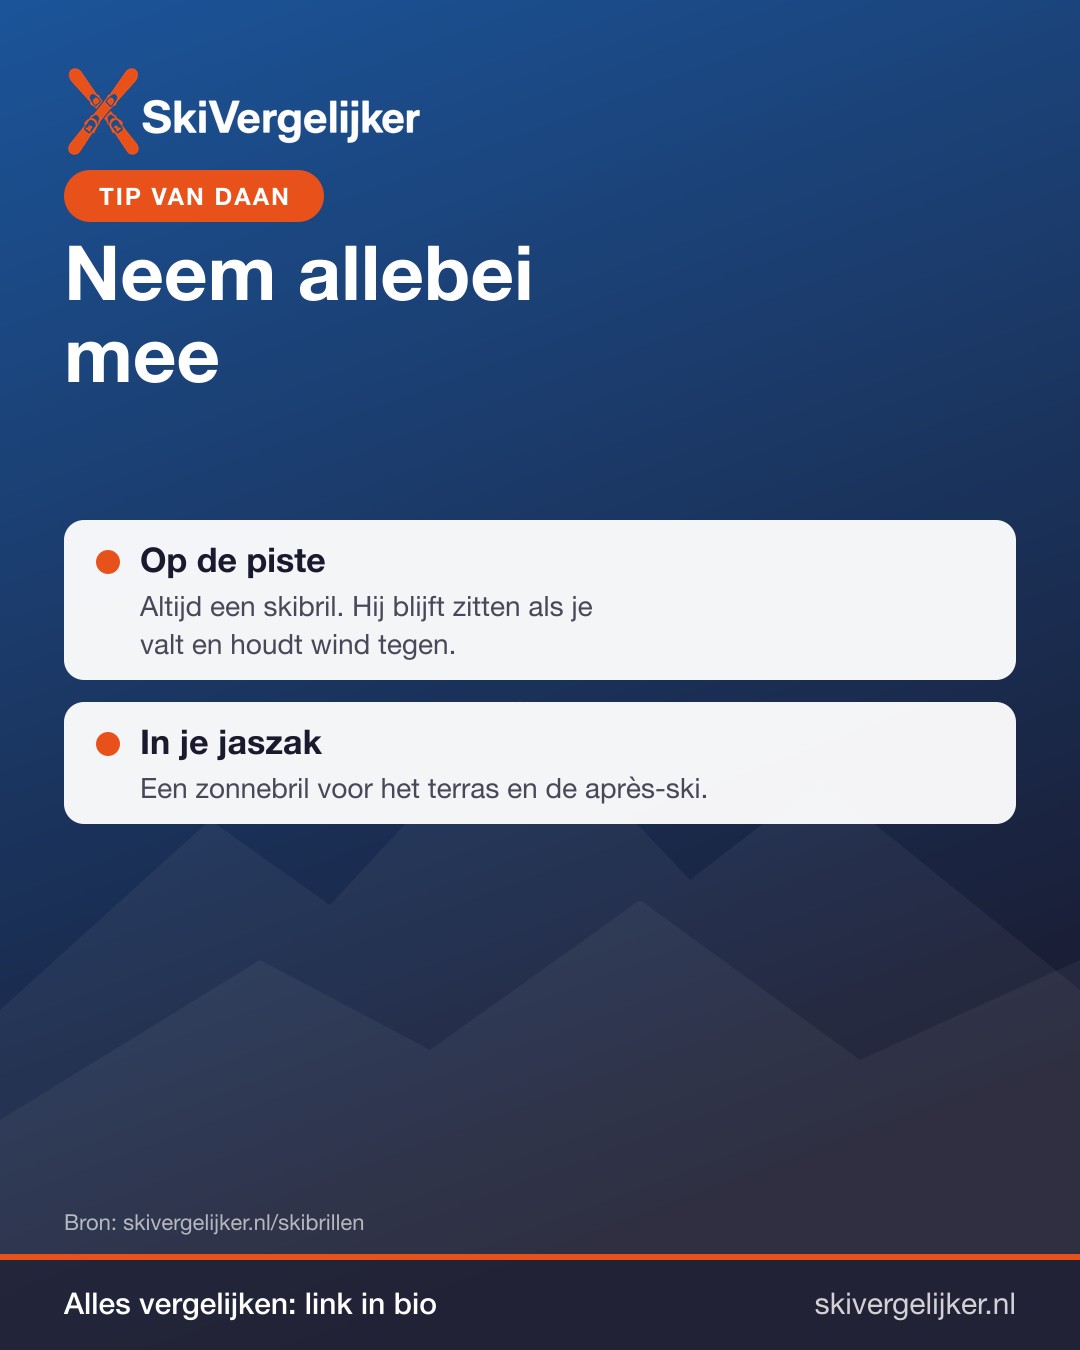 SkiVergelijker
TIP VAN DAAN
Neem allebei
mee
Op de piste
Altijd een skibril. Hij blijft zitten als je
valt en houdt wind tegen.
In je jaszak
Een zonnebril voor het terras en de après-ski.
Bron: skivergelijker.nl/skibrillen
Alles vergelijken: link in bio
skivergelijker.nl